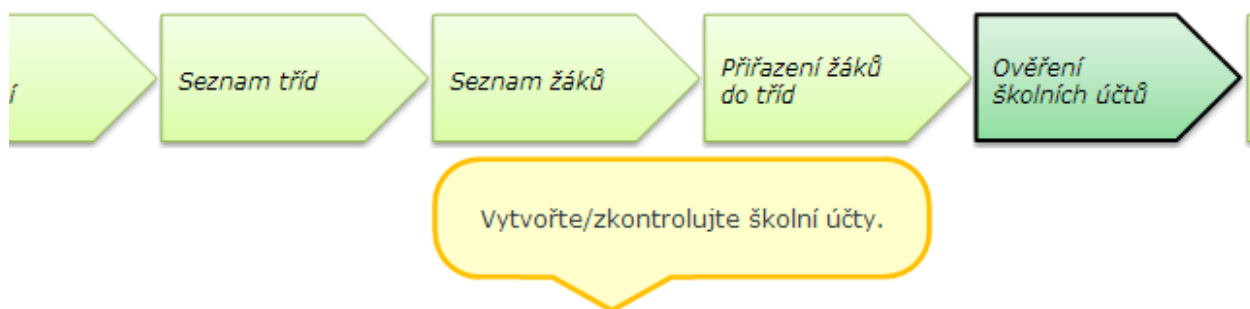 í
Seznam tříd
Seznam žáků
Přiřazení žáků
do tříd
Ověření
školních účtů
Vytvořte/zkontrolujte školní účty.